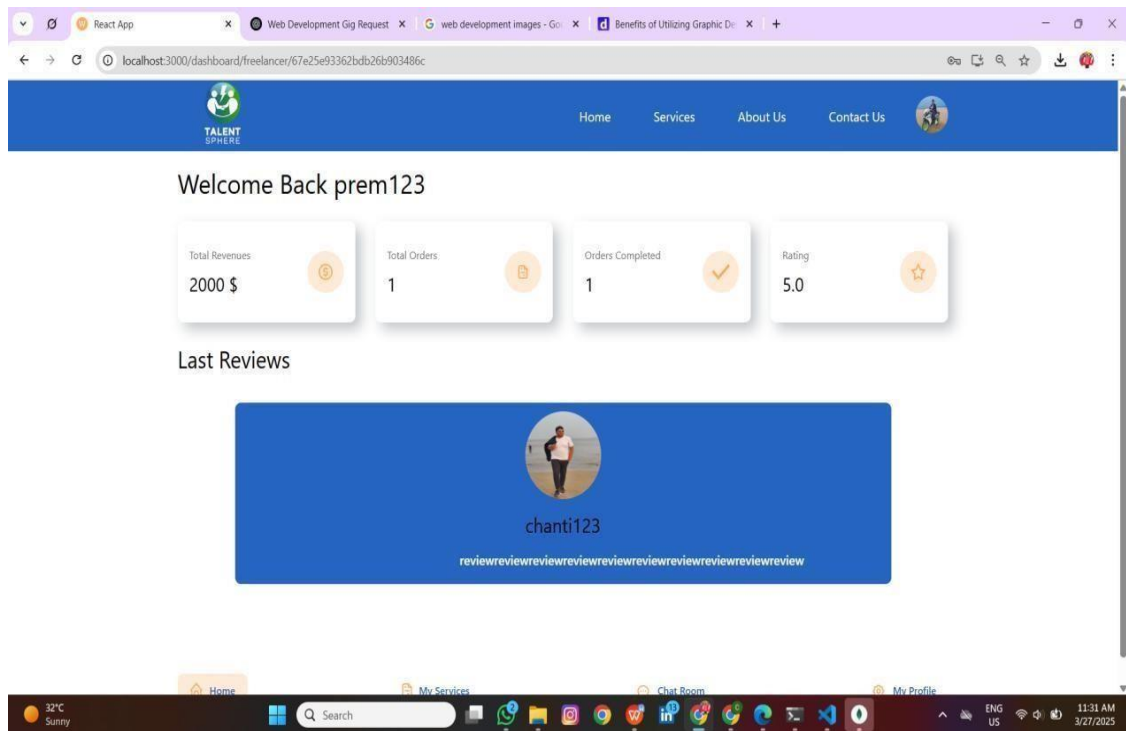 React App
Web Development Gig Request
web development images - Go
Benefits of Utilizing Graphic De
localhost:3000/dashboard/freelancer/67e25e93362bdb26b903486c
TALENT
SPHERE
Home Services About Us Contact Us
Welcome Back prem123
Total Revenues
2000 $
Total Orders
1
Orders Completed
1
Rating
5.0
Last Reviews
chanti123
reviewreviewreviewreviewreviewreviewreviewreviewreviewreview
Home My Services Chat Room My Profile
32°C
Sunny
Search
ENG
US
11:31 AM
3/27/2025